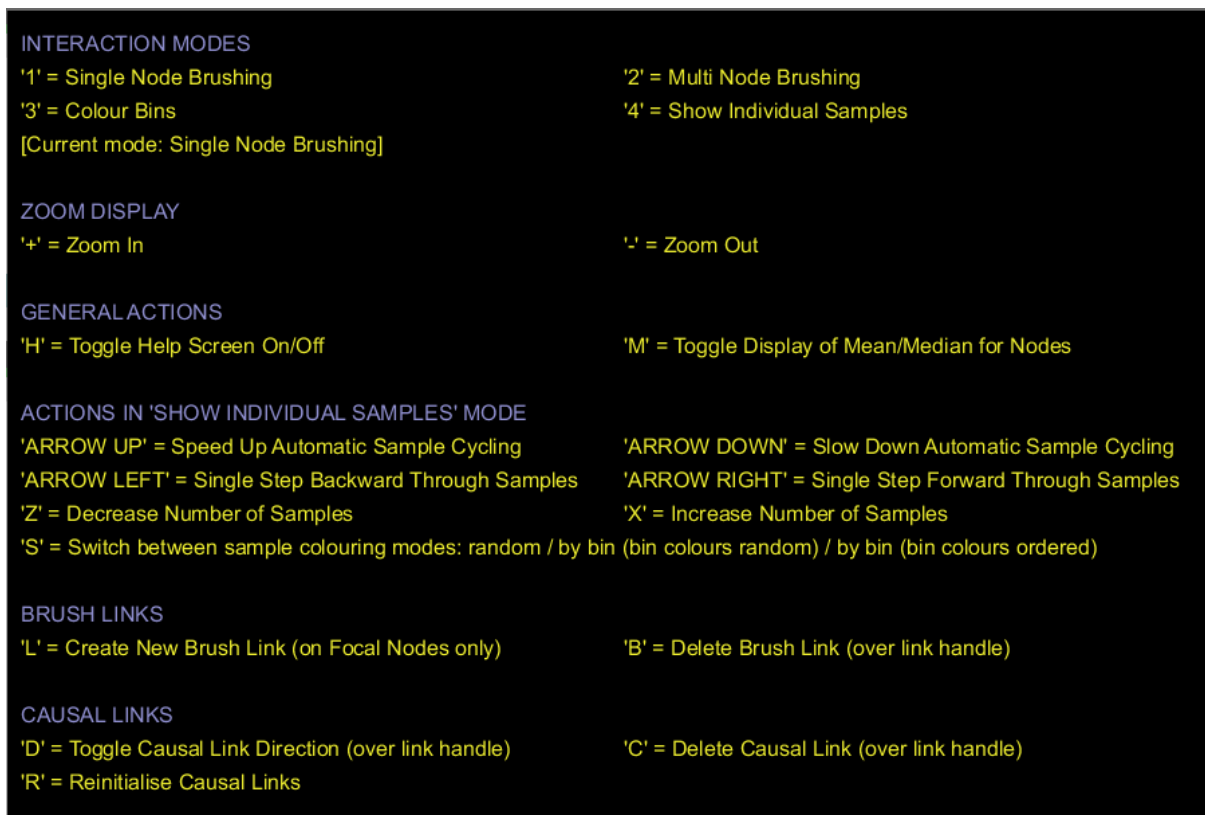 INTERACTION MODES
'1' = Single Node Brushing '2' = Multi Node Brushing
'3' = Colour Bins '4' = Show Individual Samples
[Current mode: Single Node Brushing]
ZOOM DISPLAY
'+' = Zoom In '-' = Zoom Out
GENERAL ACTIONS
'H' = Toggle Help Screen On/Off 'M' = Toggle Display of Mean/Median for Nodes
ACTIONS IN 'SHOW INDIVIDUAL SAMPLES' MODE
'ARROW UP' = Speed Up Automatic Sample Cycling 'ARROW DOWN' = Slow Down Automatic Sample Cycling
'ARROW LEFT' = Single Step Backward Through Samples 'ARROW RIGHT' = Single Step Forward Through Samples
'Z' = Decrease Number of Samples 'X' = Increase Number of Samples
'S' = Switch between sample colouring modes: random / by bin (bin colours random) / by bin (bin colours ordered)
BRUSH LINKS
'L' = Create New Brush Link (on Focal Nodes only) 'B' = Delete Brush Link (over link handle)
CAUSAL LINKS
'D' = Toggle Causal Link Direction (over link handle) 'C' = Delete Causal Link (over link handle)
'R' = Reinitialise Causal Links